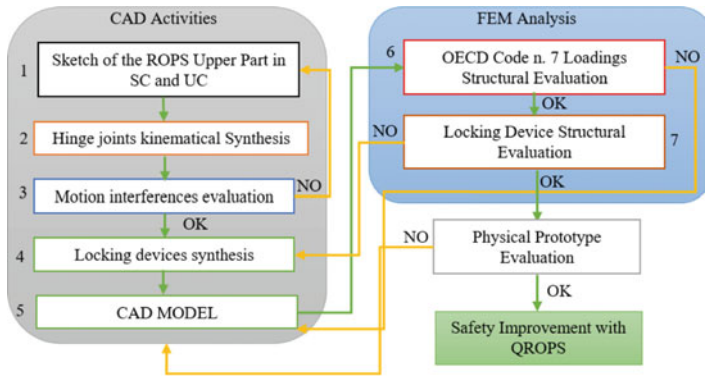 CAD Activities
1
Sketch of the ROPS Upper Part in
SC and UC
2
Hinge joints kinematical Synthesis
3
Motion interferences evaluation
NO
OK
4
Locking devices synthesis
5
CAD MODEL
FEM Analysis
6
OECD Code n. 7 Loadings
Structural Evaluation
NO
OK
NO
Locking Device Structural
Evaluation
7
OK
NO
Physical Prototype
Evaluation
OK
Safety Improvement with
QROPS